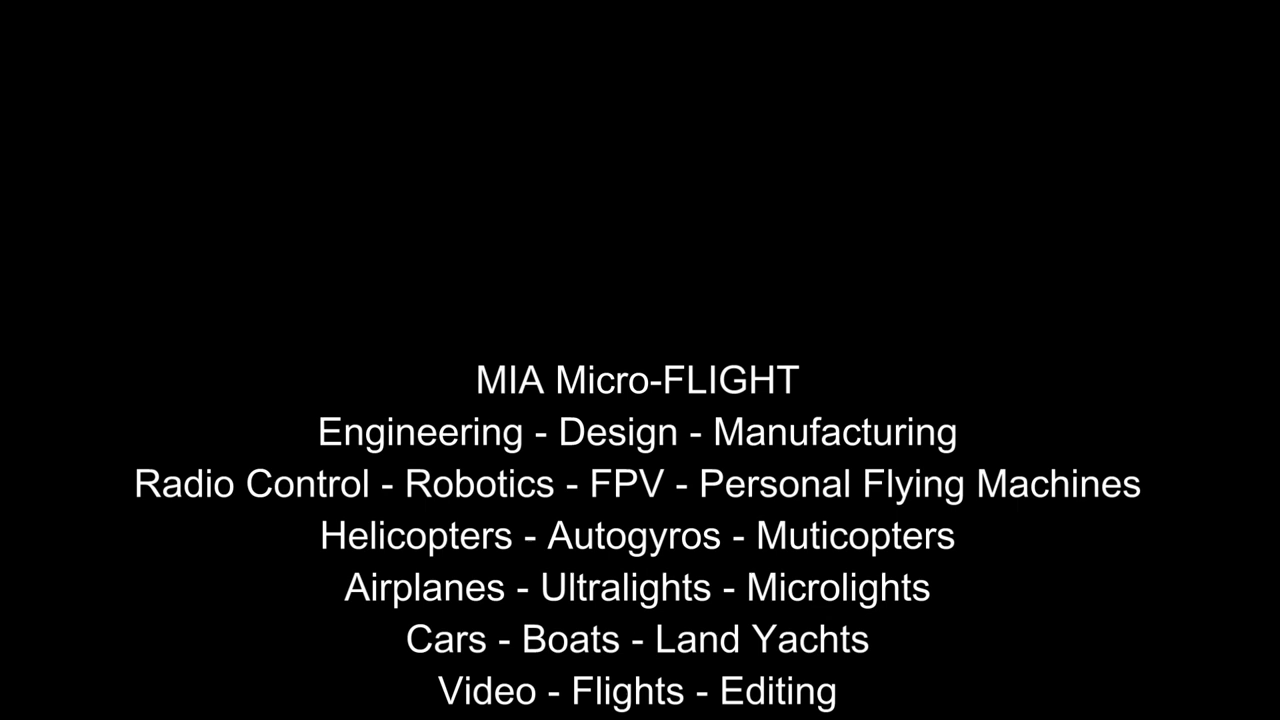 MIA Micro-FLIGHT
Engineering - Design - Manufacturing
Radio Control - Robotics - FPV - Personal Flying Machines
Helicopters - Autogyros - Muticopters
Airplanes - Ultralights - Microlights
Cars - Boats - Land Yachts
Video - Flights - Editing